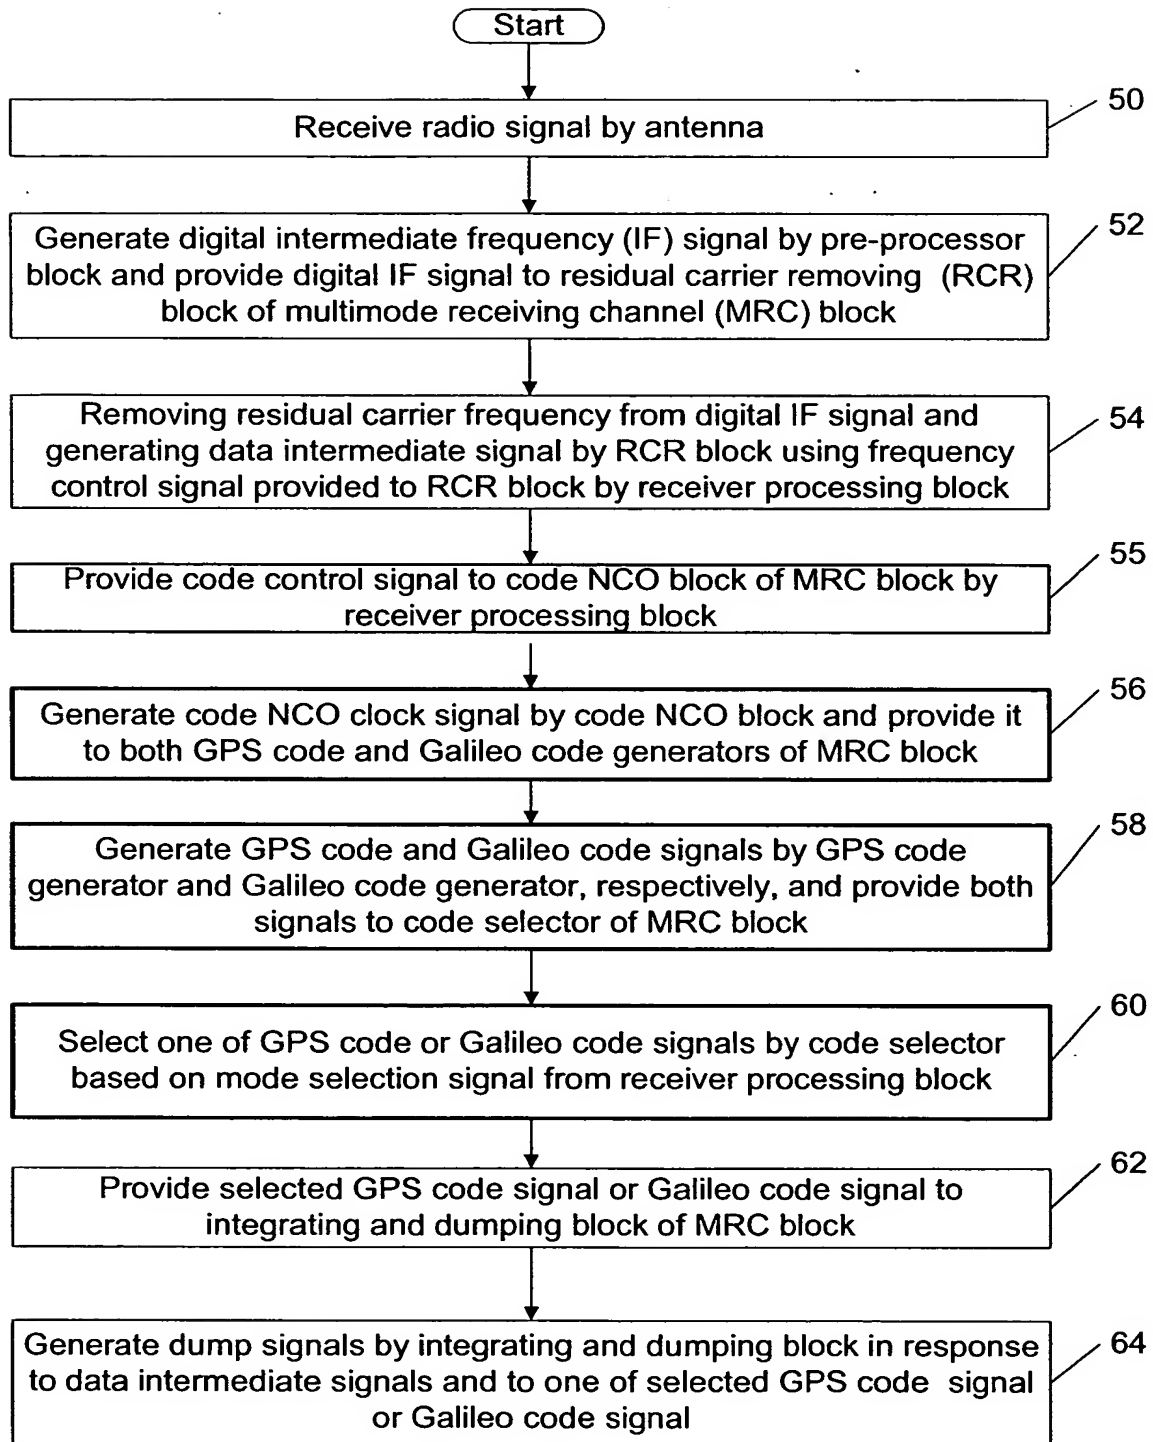 Start
50
Receive radio signal by antenna
52
Generate digital intermediate frequency (IF) signal by pre-processor
block and provide digital IF signal to residual carrier removing (RCR)
block of multimode receiving channel (MRC) block
54
Removing residual carrier frequency from digital IF signal and
generating data intermediate signal by RCR block using frequency
control signal provided to RCR block by receiver processing block
55
Provide code control signal to code NCO block of MRC block by
receiver processing block
56
Generate code NCO clock signal by code NCO block and provide it
to both GPS code and Galileo code generators of MRC block
58
Generate GPS code and Galileo code signals by GPS code
generator and Galileo code generator, respectively, and provide both
signals to code selector of MRC block
60
Select one of GPS code or Galileo code signals by code selector
based on mode selection signal from receiver processing block
62
Provide selected GPS code signal or Galileo code signal to
integrating and dumping block of MRC block
64
Generate dump signals by integrating and dumping block in response
to data intermediate signals and to one of selected GPS code signal
or Galileo code signal